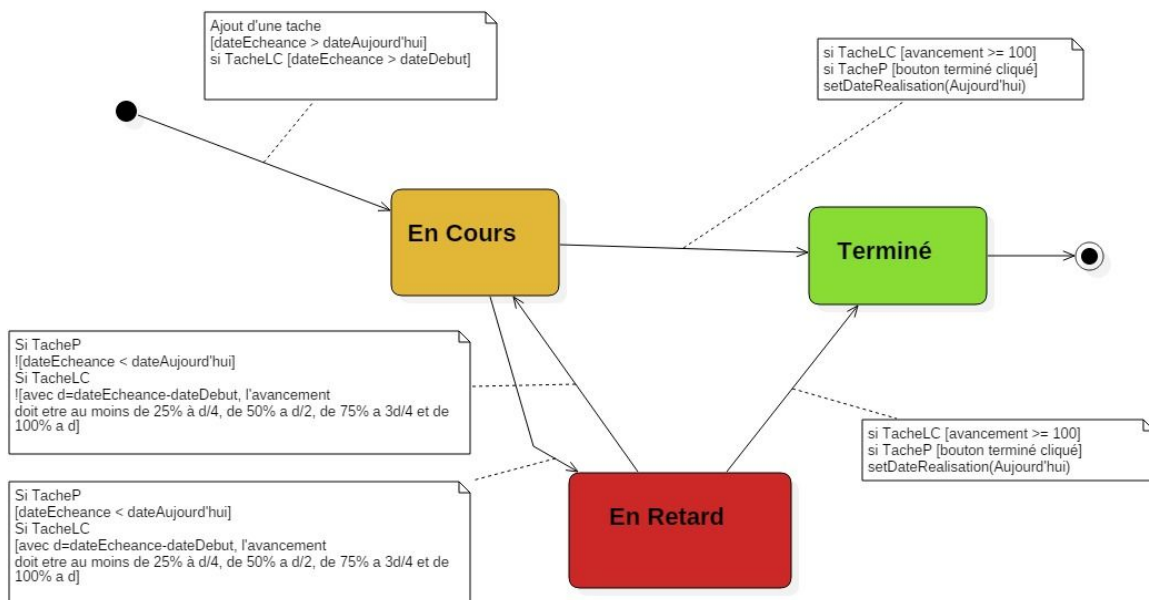 Ajout d'une tache
[dateEcheance > dateAujourd'hui]
si TacheLC [dateEcheance > dateDebut]
si TacheLC [avancement >= 100]
si TacheP [bouton terminé cliqué]
setDateRealisation(Aujourd'hui)
En Cours
Terminé
Si TacheP
![dateEcheance < dateAujourd'hui]
Si TacheLC
![avec d=dateEcheance-dateDebut, l'avancement
doit etre au moins de 25% à d/4, de 50% a d/2, de 75% a 3d/4 et de
100% a d]
si TacheLC [avancement >= 100]
si TacheP [bouton terminé cliqué]
setDateRealisation(Aujourd'hui)
Si TacheP
[dateEcheance < dateAujourd'hui]
Si TacheLC
[avec d=dateEcheance-dateDebut, l'avancement
doit etre au moins de 25% à d/4, de 50% a d/2, de 75% a 3d/4 et de
100% a d]
En Retard